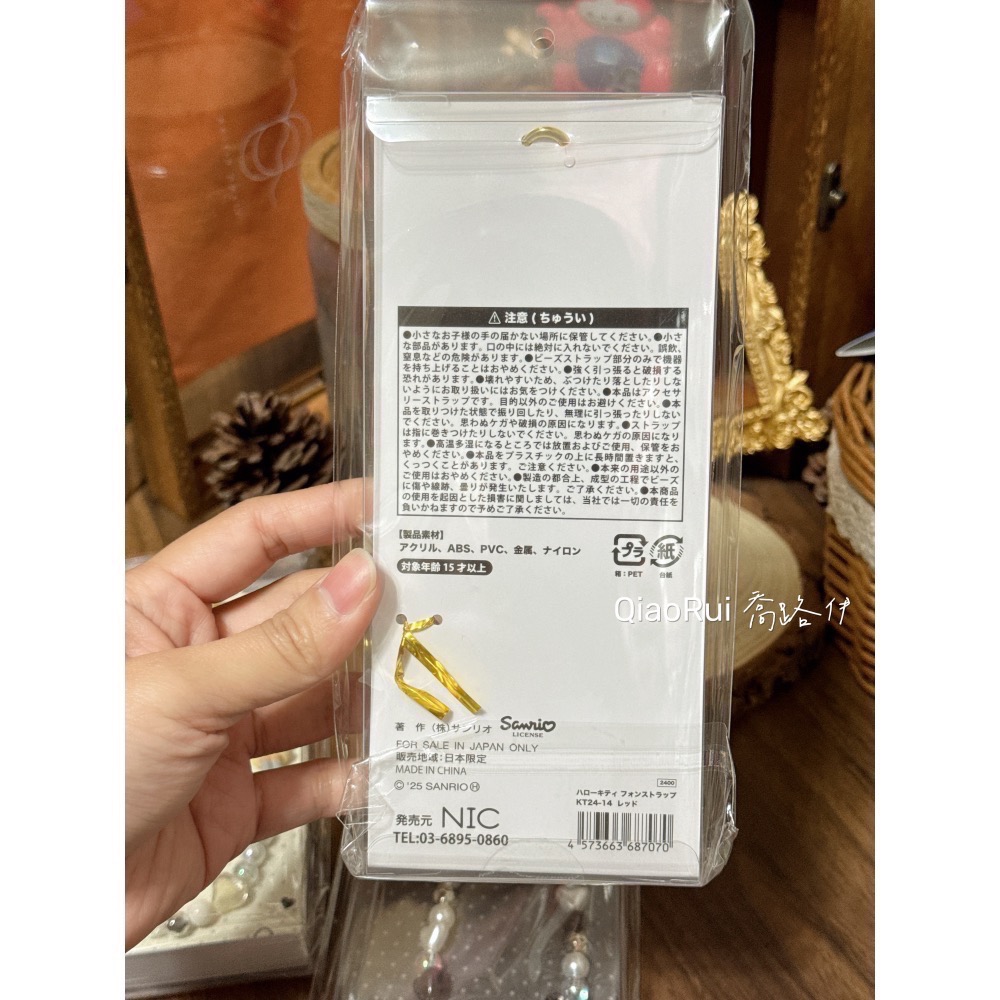 ⚠ 注意(ちゅうい)
●小さなお子様の手の届かない場所に保管してください。●小さ
な部品があります。口の中には絶対に入れないでください。誤飲、
窒息などの危険があります。●ビーズストラップ部分のみで機器
を持ち上げることはおやめください。●強く引っ張ると破損する
恐れがあります。●壊れやすいため、ぶつけたり落としたりしな
いようにお取り扱いにはお気をつけください。●本品はアクセサ
リーストラップです。目的以外のご使用はお避けください。●本
品を取りつけた状態で振り回したり、無理に引っ張ったりしない
でください。思わぬケガや破損の原因になります。●ストラップ
は指に巻きつけたりしないでください。思わぬケガの原因になりま
す。●高温多湿になるところでは放置およびご使用、保管をお
やめください。●本品をプラスチックの上に長時間置きますと、
くっつくことがあります。ご注意ください。●本来の用途以外の
ご使用はおやめください。●製造の都合上、成型の工程でビーズ
に傷や線跡、曇りが発生いたします。ご了承ください。●本商品
の使用を起因とした損害に関しましては、当社では一切の責任を
負いかねますので予めご了承ください。
【製品素材】
アクリル、ABS、PVC、金属、ナイロン
対象年齢15才以上
プラ 紙
箱:PET 台紙
QiaoRui 喬路伊
著 作 (株)サンリオ Sanrio
LICENSE
FOR SALE IN JAPAN ONLY
販売地域:日本限定
MADE IN CHINA
© '25 SANRIO Ⓗ
発売元 NIC
TEL:03-6895-0860
2400
ハローキティ フォンストラップ
KT24-14 レッド
4 573663 687070